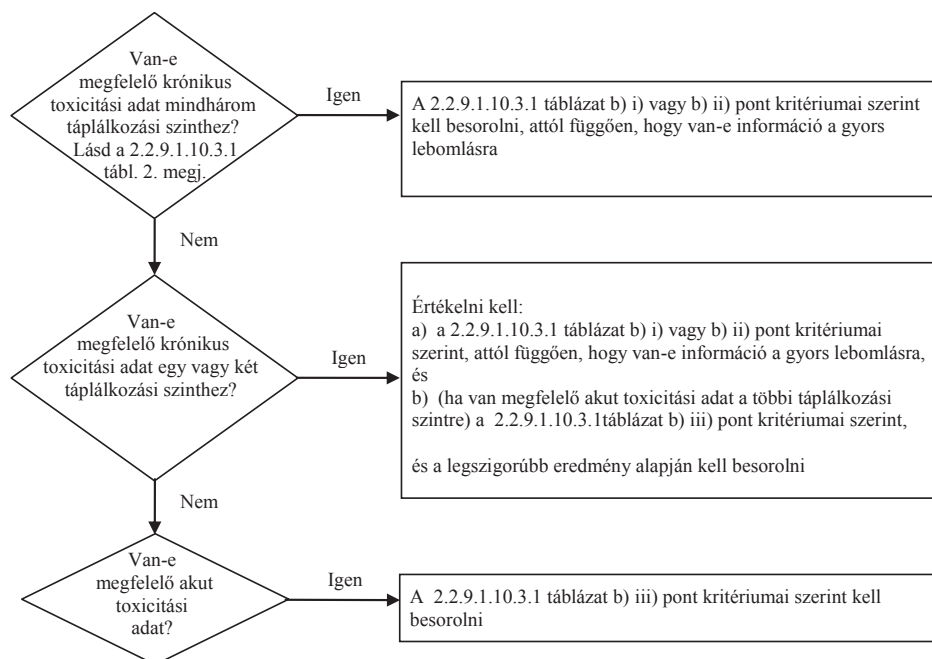 Van-e
megfelelő krónikus
toxicitási adat mindhárom
táplálkozási szinthez?
Lásd a 2.2.9.1.10.3.1
tábl. 2. megj.
Igen
A 2.2.9.1.10.3.1 táblázat b) i) vagy b) ii) pont kritériumai szerint
kell besorolni, attól függően, hogy van-e információ a gyors
lebomlásra
Nem
Van-e
megfelelő krónikus
toxicitási adat egy vagy két
táplálkozási szinthez?
Igen
Értékelni kell:
a) a 2.2.9.1.10.3.1 táblázat b) i) vagy b) ii) pont kritériumai
szerint, attól függően, hogy van-e információ a gyors lebomlásra,
és
b) (ha van megfelelő akut toxicitási adat a többi táplálkozási
szintre) a 2.2.9.1.10.3.1táblázat b) iii) pont kritériumai szerint,
és a legszigorúbb eredmény alapján kell besorolni
Nem
Van-e
megfelelő akut
toxicitási
adat?
Igen
A 2.2.9.1.10.3.1 táblázat b) iii) pont kritériumai szerint kell
besorolni